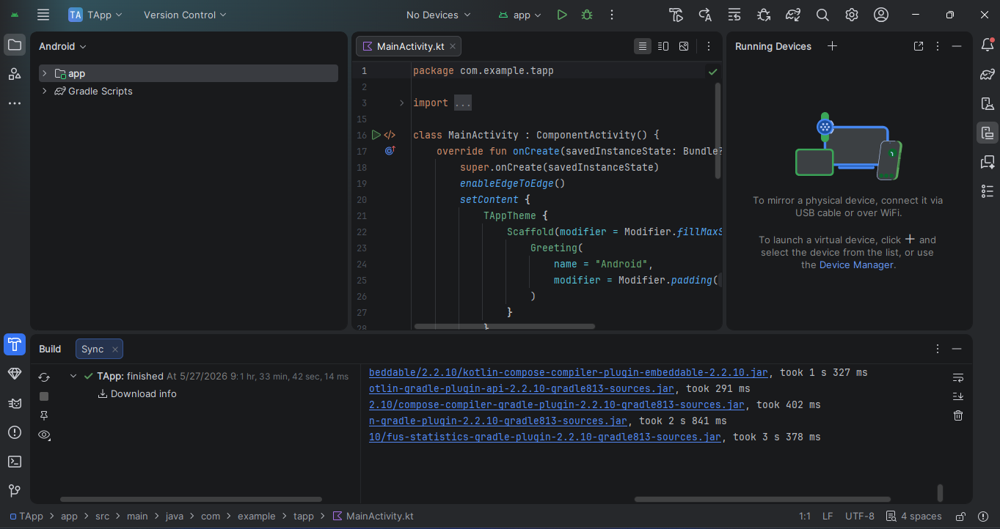 TA TApp Version Control No Devices app
Android
app
Gradle Scripts
MainActivity.kt
1 package com.example.tapp
2
3 import ...
15
16 class MainActivity : ComponentActivity() {
17 override fun onCreate(savedInstanceState: Bundle?
18 super.onCreate(savedInstanceState)
19 enableEdgeToEdge()
20 setContent {
21 TAppTheme {
22 Scaffold(modifier = Modifier.fillMaxS
23 Greeting(
24 name = "Android",
25 modifier = Modifier.padding(
26 )
27 }
28 }
Running Devices
To mirror a physical device, connect it via
USB cable or over WiFi.
To launch a virtual device, click + and
select the device from the list, or use
the Device Manager.
Build Sync
TApp: finished At 5/27/2026 9: 1 hr, 33 min, 42 sec, 14 ms
Download info
beddable/2.2.10/kotlin-compose-compiler-plugin-embeddable-2.2.10.jar, took 1 s 327 ms
otlin-gradle-plugin-api-2.2.10-gradle813-sources.jar, took 291 ms
2.10/compose-compiler-gradle-plugin-2.2.10-gradle813-sources.jar, took 402 ms
n-gradle-plugin-2.2.10-gradle813-sources.jar, took 2 s 841 ms
10/fus-statistics-gradle-plugin-2.2.10-gradle813-sources.jar, took 3 s 378 ms
TApp > app > src > main > java > com > example > tapp > MainActivity.kt 1:1 LF UTF-8 4 spaces